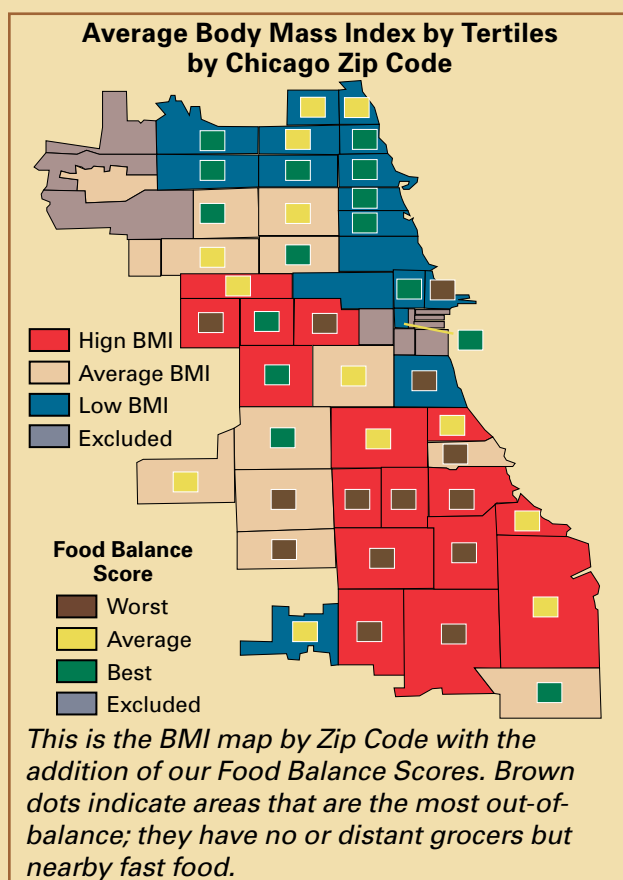 Average Body Mass Index by Tertiles
by Chicago Zip Code
Hign BMI
Average BMI
Low BMI
Excluded
Food Balance
Score
Worst
Average
Best
Excluded
This is the BMI map by Zip Code with the
addition of our Food Balance Scores. Brown
dots indicate areas that are the most out-of-
balance; they have no or distant grocers but
nearby fast food.